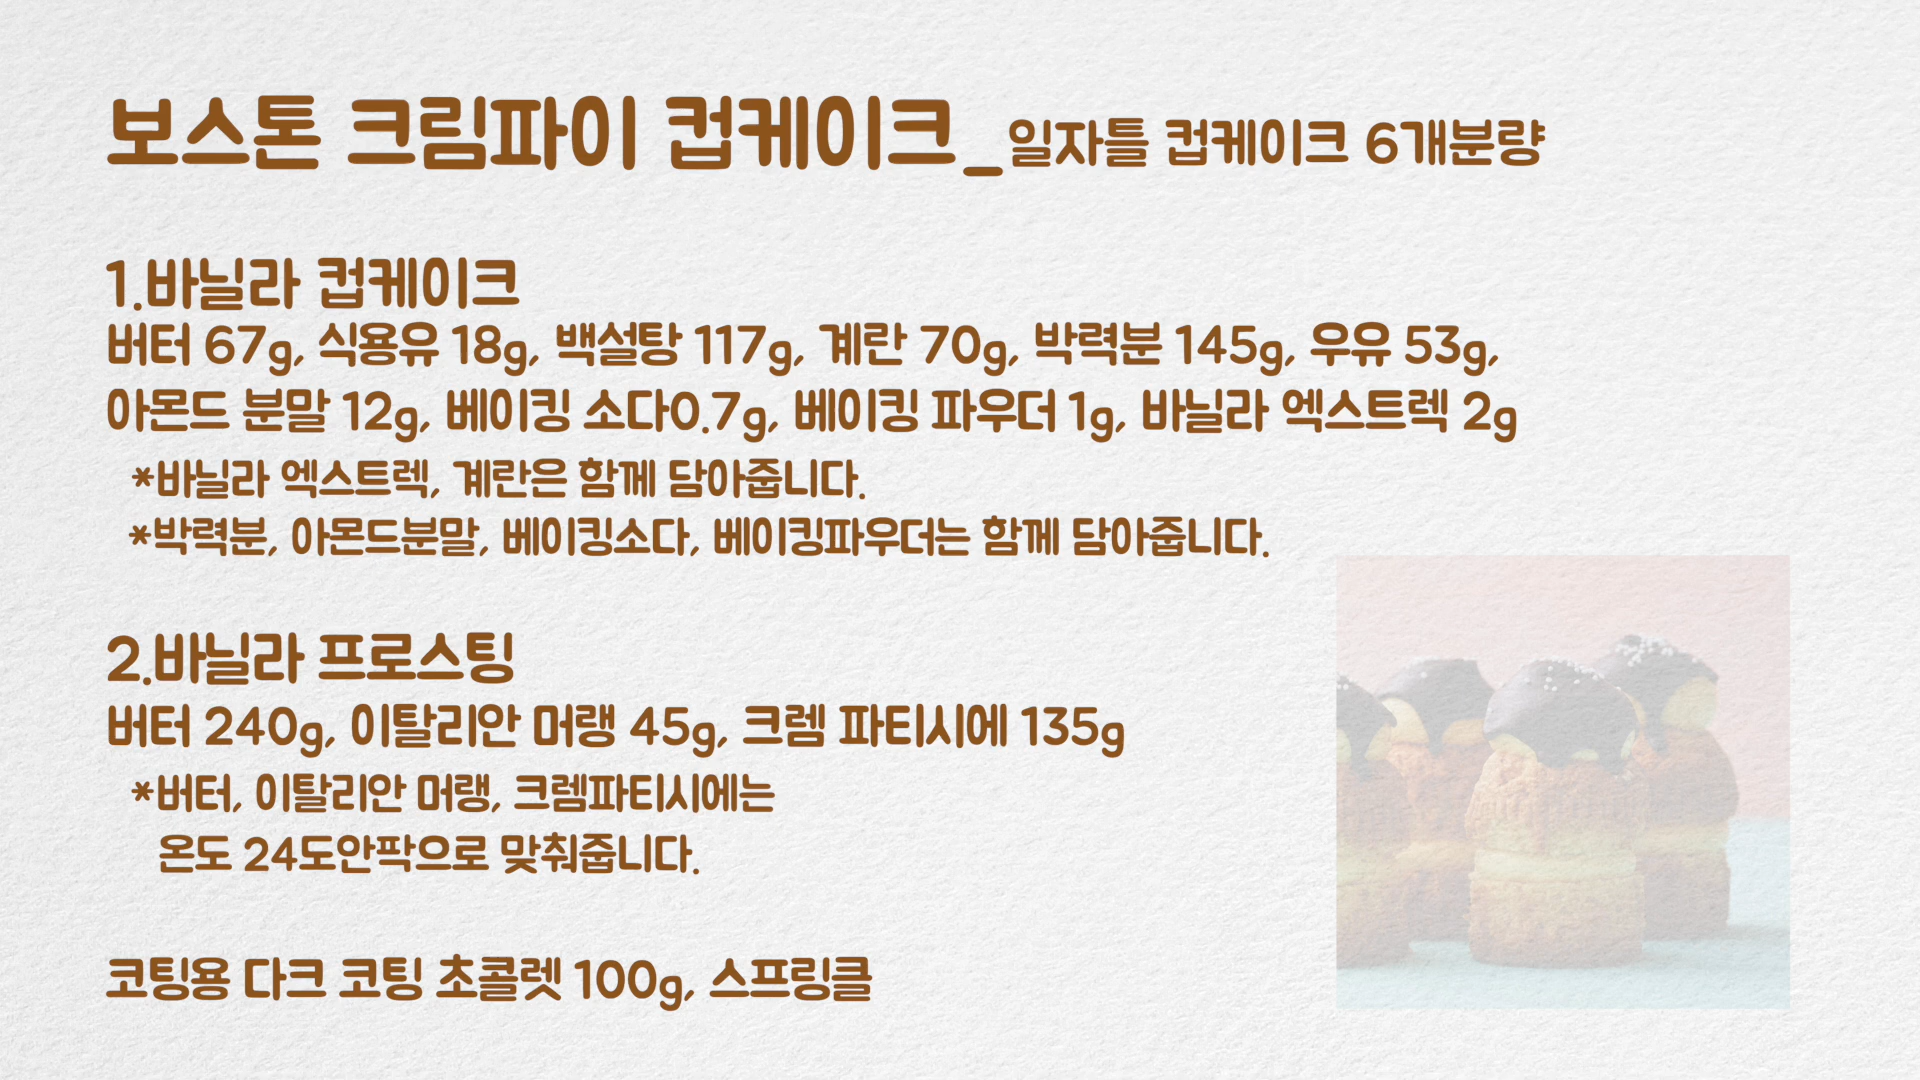 보스톤 크림파이 컵케이크_일자틀 컵케이크 6개분량
1.바닐라 컵케이크
버터 67g, 식용유 18g, 백설탕 117g, 계란 70g, 박력분 145g, 우유 53g,
아몬드 분말 12g, 베이킹 소다0.7g, 베이킹 파우더 1g, 바닐라 엑스트렉 2g
*바닐라 엑스트렉, 계란은 함께 담아줍니다.
*박력분, 아몬드분말, 베이킹소다, 베이킹파우더는 함께 담아줍니다.
2.바닐라 프로스팅
버터 240g, 이탈리안 머랭 45g, 크렘 파티시에 135g
*버터, 이탈리안 머랭, 크렘파티시에는
온도 24도안팍으로 맞춰줍니다.
코팅용 다크 코팅 초콜렛 100g, 스프링클